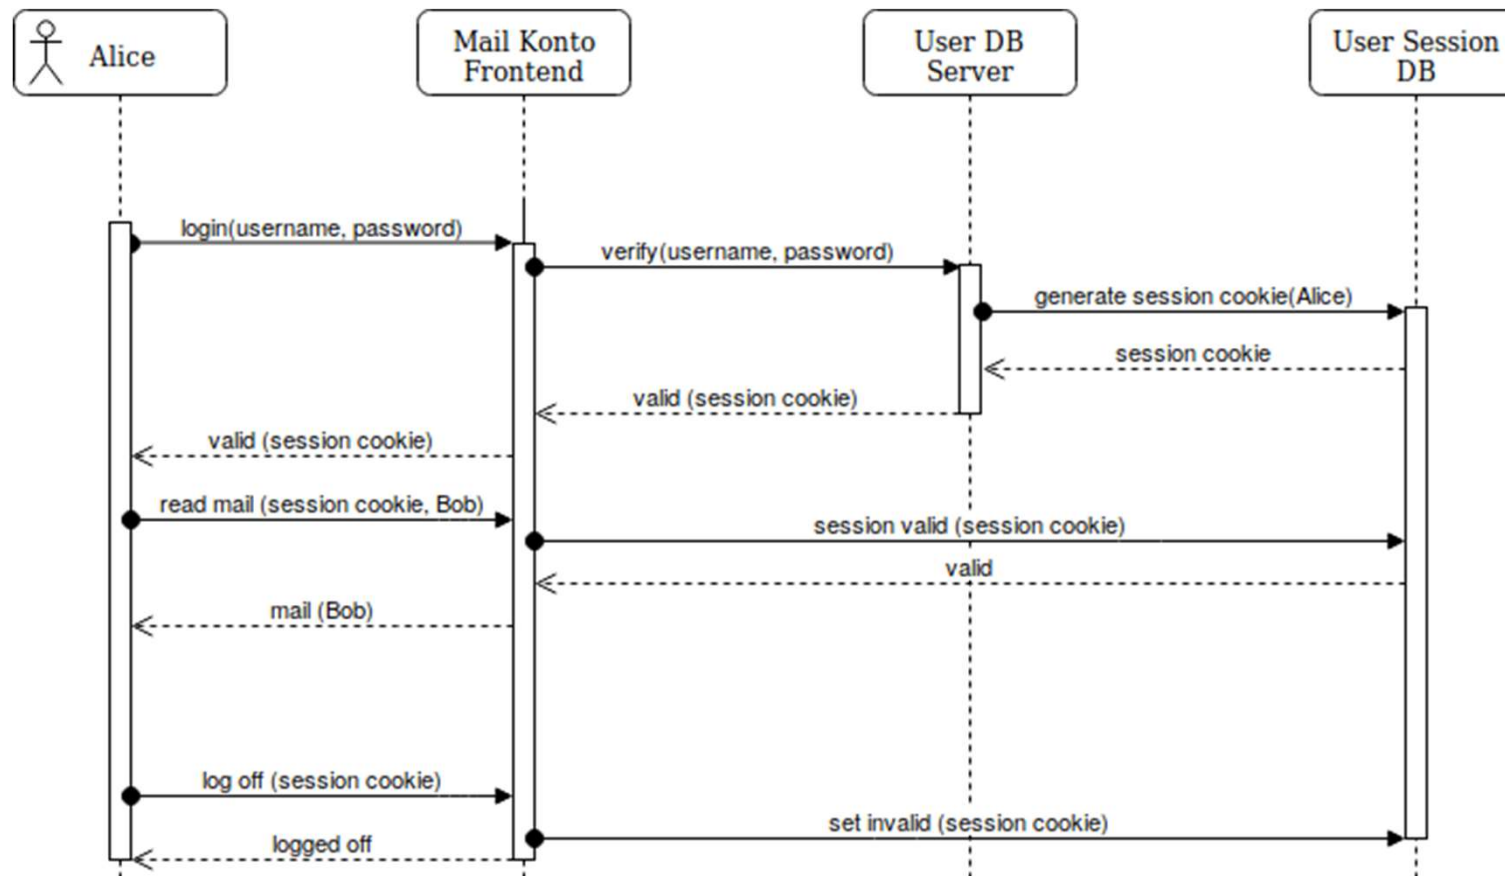 Alice
Mail Konto
Frontend
User DB
Server
User Session
DB
login(username, password)
verify(username, password)
generate session cookie(Alice)
session cookie
valid (session cookie)
valid (session cookie)
read mail (session cookie, Bob)
session valid (session cookie)
valid
mail (Bob)
log off (session cookie)
set invalid (session cookie)
logged off